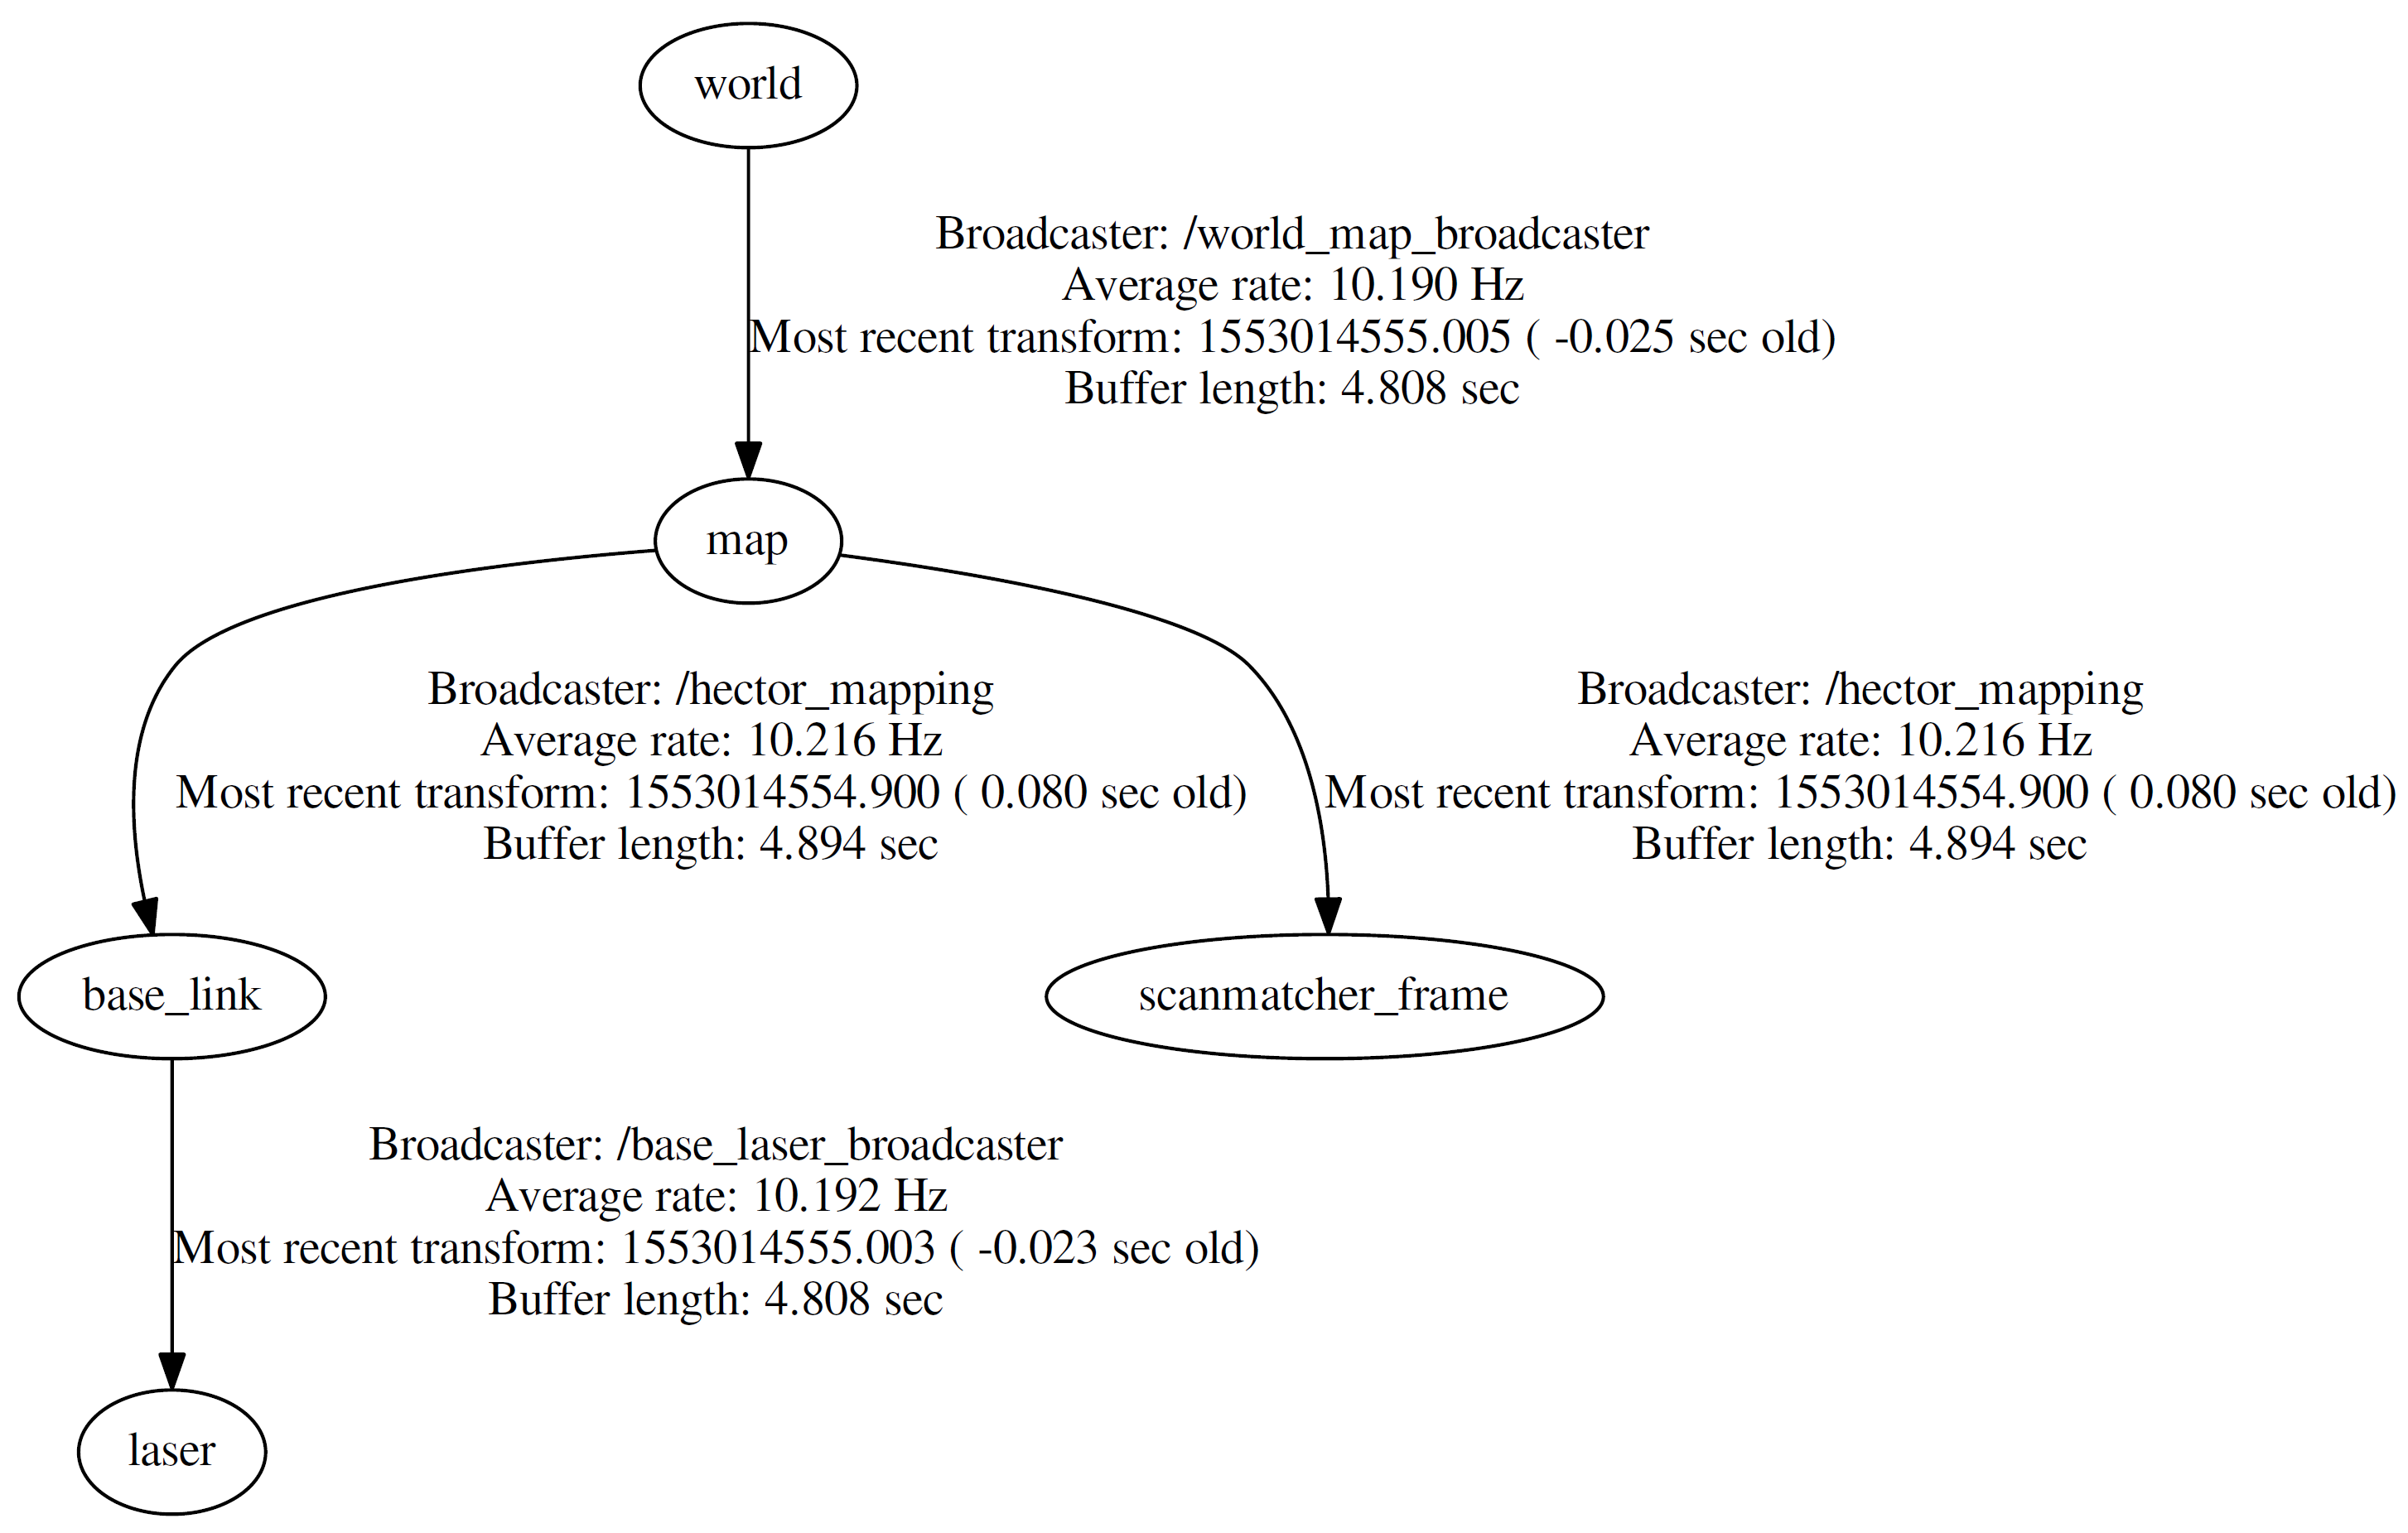 world
Broadcaster: /world_map_broadcaster
Average rate: 10.190 Hz
Most recent transform: 1553014555.005 ( -0.025 sec old)
Buffer length: 4.808 sec
map
Broadcaster: /hector_mapping
Average rate: 10.216 Hz
Most recent transform: 1553014554.900 ( 0.080 sec old)
Buffer length: 4.894 sec
Broadcaster: /hector_mapping
Average rate: 10.216 Hz
Most recent transform: 1553014554.900 ( 0.080 sec old)
Buffer length: 4.894 sec
base_link
scanmatcher_frame
Broadcaster: /base_laser_broadcaster
Average rate: 10.192 Hz
Most recent transform: 1553014555.003 ( -0.023 sec old)
Buffer length: 4.808 sec
laser